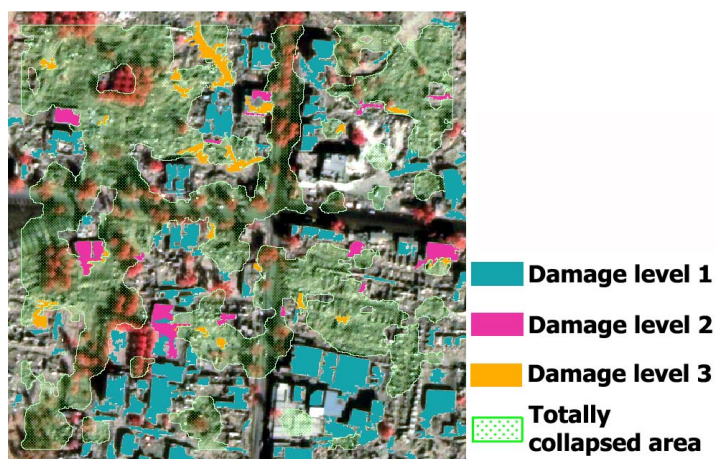 Damage level 1
Damage level 2
Damage level 3
Totally
collapsed area